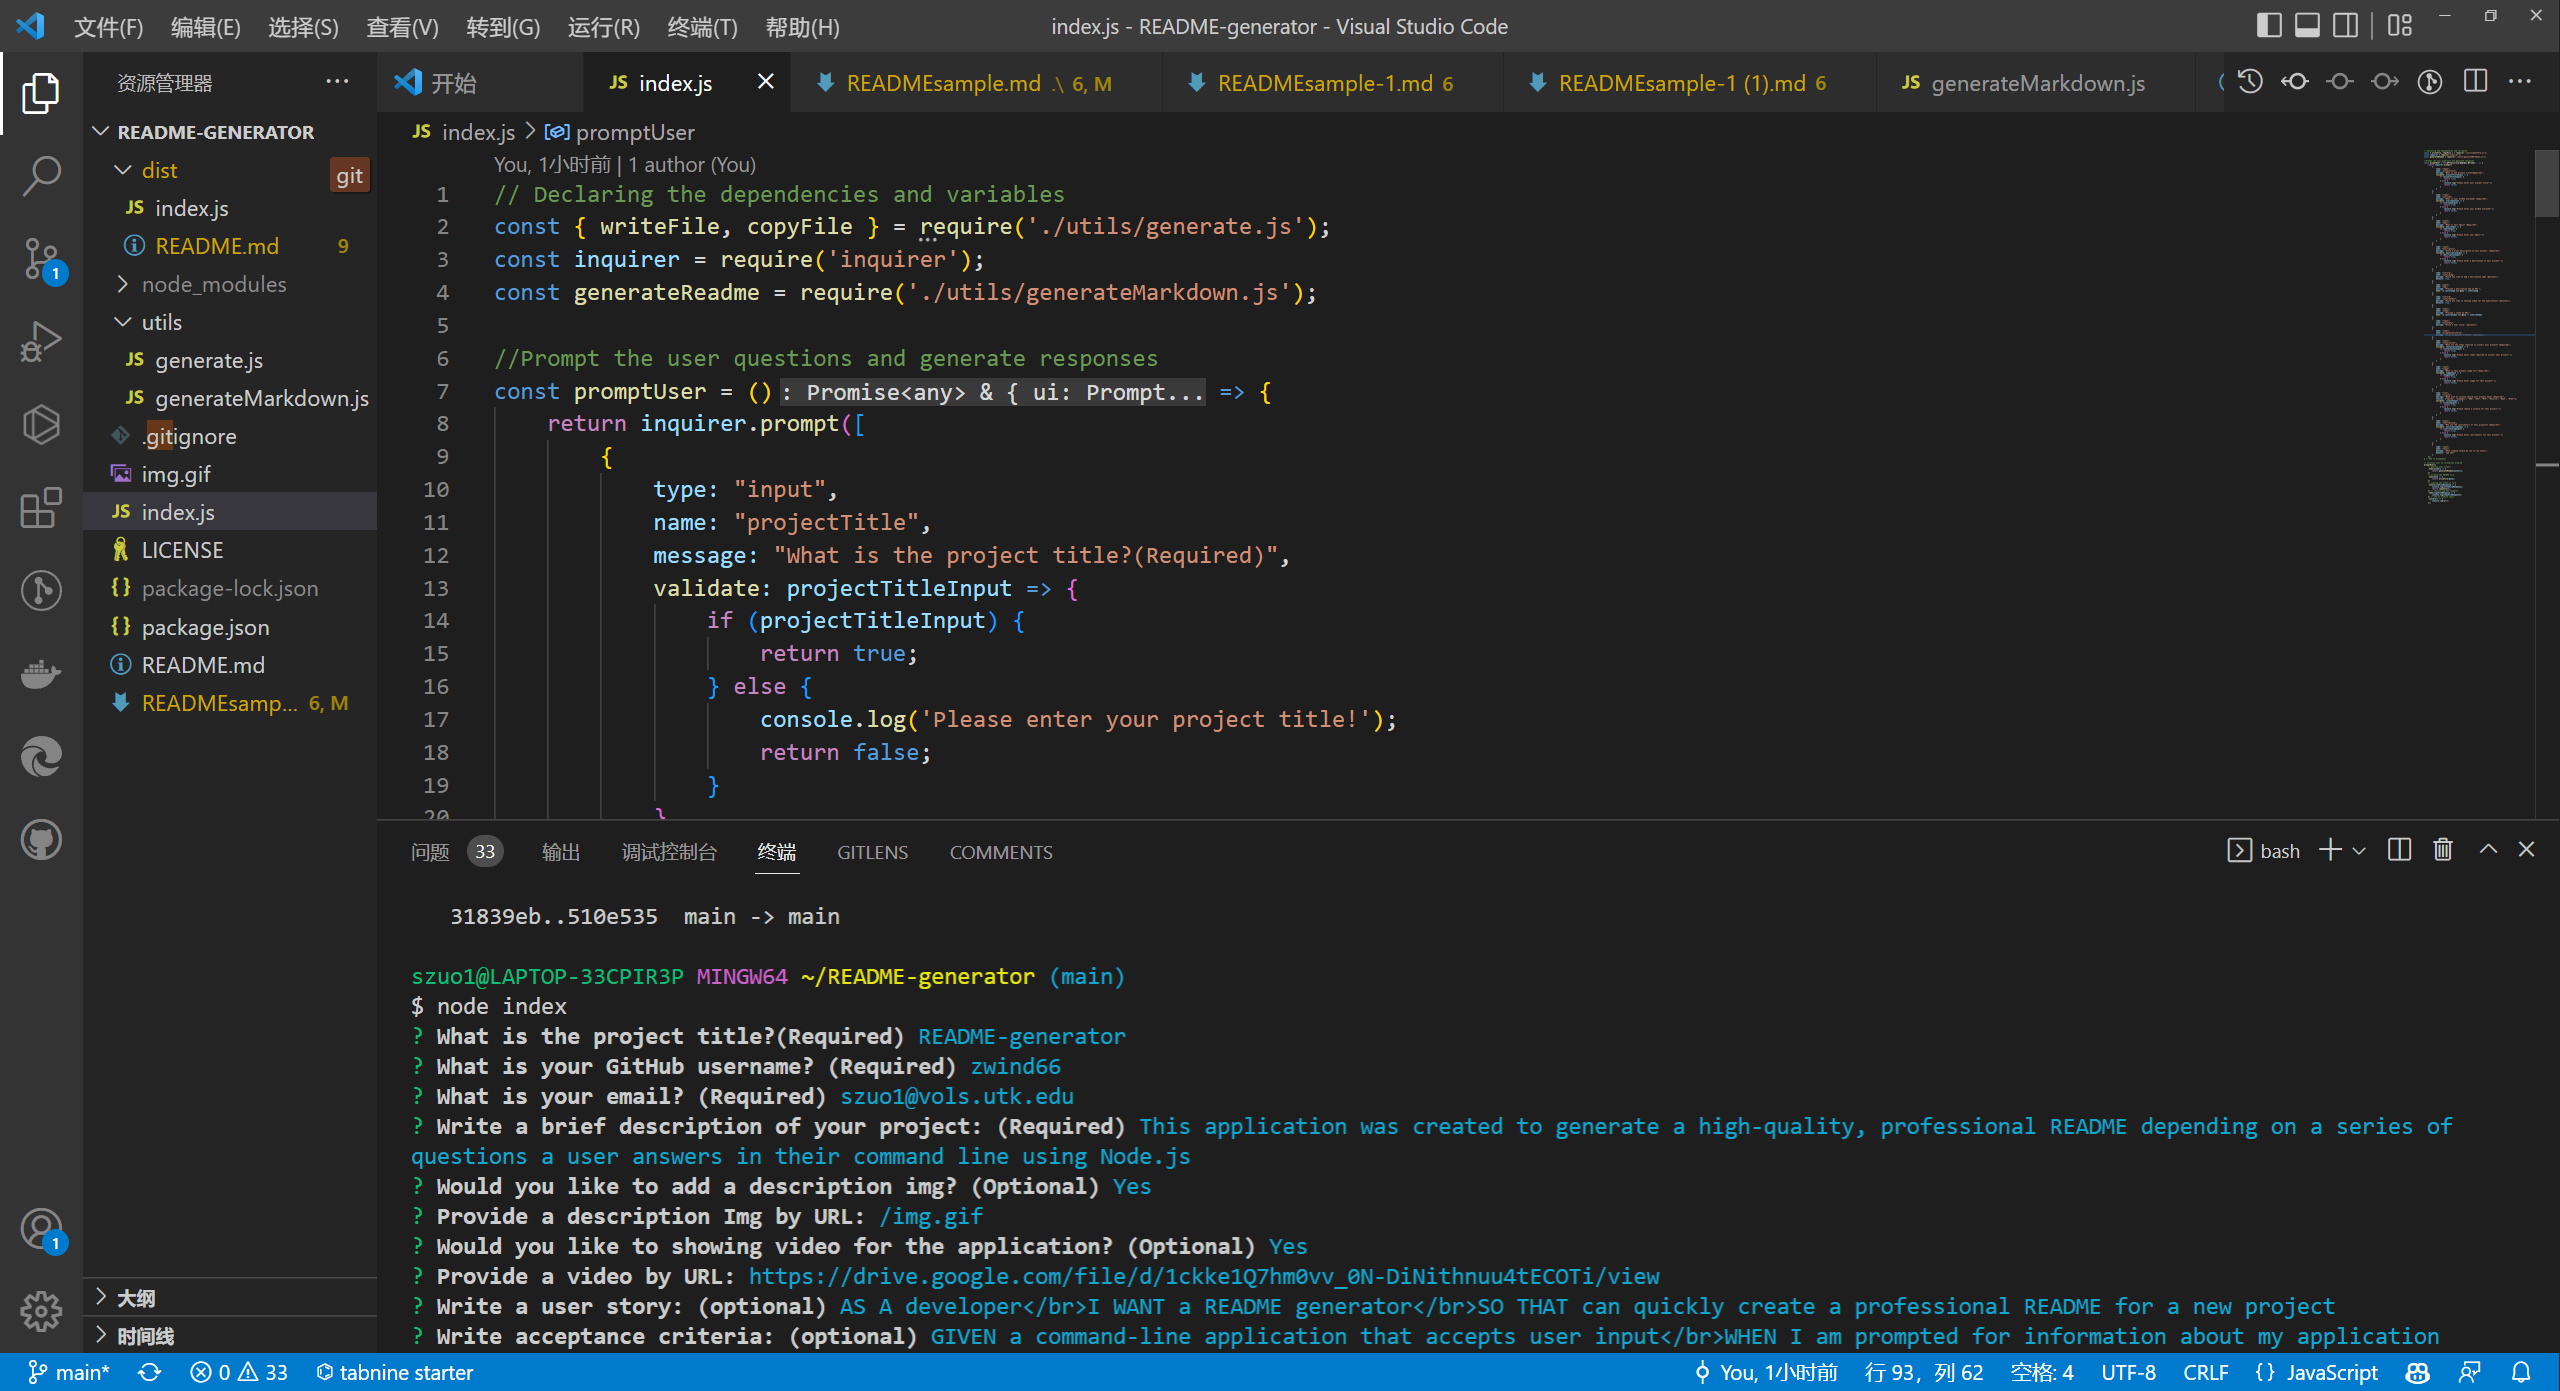 文件(F) 编辑(E) 选择(S) 查看(V) 转到(G) 运行(R) 终端(T) 帮助(H)
index.js - README-generator - Visual Studio Code
资源管理器
README-GENERATOR
dist
git
index.js
README.md 9
node_modules
utils
generate.js
generateMarkdown.js
.gitignore
img.gif
index.js
LICENSE
package-lock.json
package.json
README.md
READMEsamp... 6, M
大纲
时间线
1
1
开始
index.js
READMEsample.md .\ 6, M
READMEsample-1.md 6
READMEsample-1 (1).md 6
generateMarkdown.js
index.js > promptUser
You, 1小时前 | 1 author (You)
1 // Declaring the dependencies and variables
2 const { writeFile, copyFile } = require('./utils/generate.js');
3 const inquirer = require('inquirer');
4 const generateReadme = require('./utils/generateMarkdown.js');
5
6 //Prompt the user questions and generate responses
7 const promptUser = (): Promise<any> & { ui: Prompt... => {
8 return inquirer.prompt([
9 {
10 type: "input",
11 name: "projectTitle",
12 message: "What is the project title?(Required)",
13 validate: projectTitleInput => {
14 if (projectTitleInput) {
15 return true;
16 } else {
17 console.log('Please enter your project title!');
18 return false;
19 }
20 }
问题 33 输出 调试控制台 终端 GITLENS COMMENTS
bash
31839eb..510e535 main -> main
szuo1@LAPTOP-33CPIR3P MINGW64 ~/README-generator (main)
$ node index
? What is the project title?(Required) README-generator
? What is your GitHub username? (Required) zwind66
? What is your email? (Required) szuo1@vols.utk.edu
? Write a brief description of your project: (Required) This application was created to generate a high-quality, professional README depending on a series of
questions a user answers in their command line using Node.js
? Would you like to add a description img? (Optional) Yes
? Provide a description Img by URL: /img.gif
? Would you like to showing video for the application? (Optional) Yes
? Provide a video by URL: https://drive.google.com/file/d/1ckke1Q7hm0vv_0N-DiNithnuu4tECOTi/view
? Write a user story: (optional) AS A developer</br>I WANT a README generator</br>SO THAT can quickly create a professional README for a new project
? Write acceptance criteria: (optional) GIVEN a command-line application that accepts user input</br>WHEN I am prompted for information about my application
main* 0 33 tabnine starter
You, 1小时前 行 93，列 62 空格: 4 UTF-8 CRLF {} JavaScript